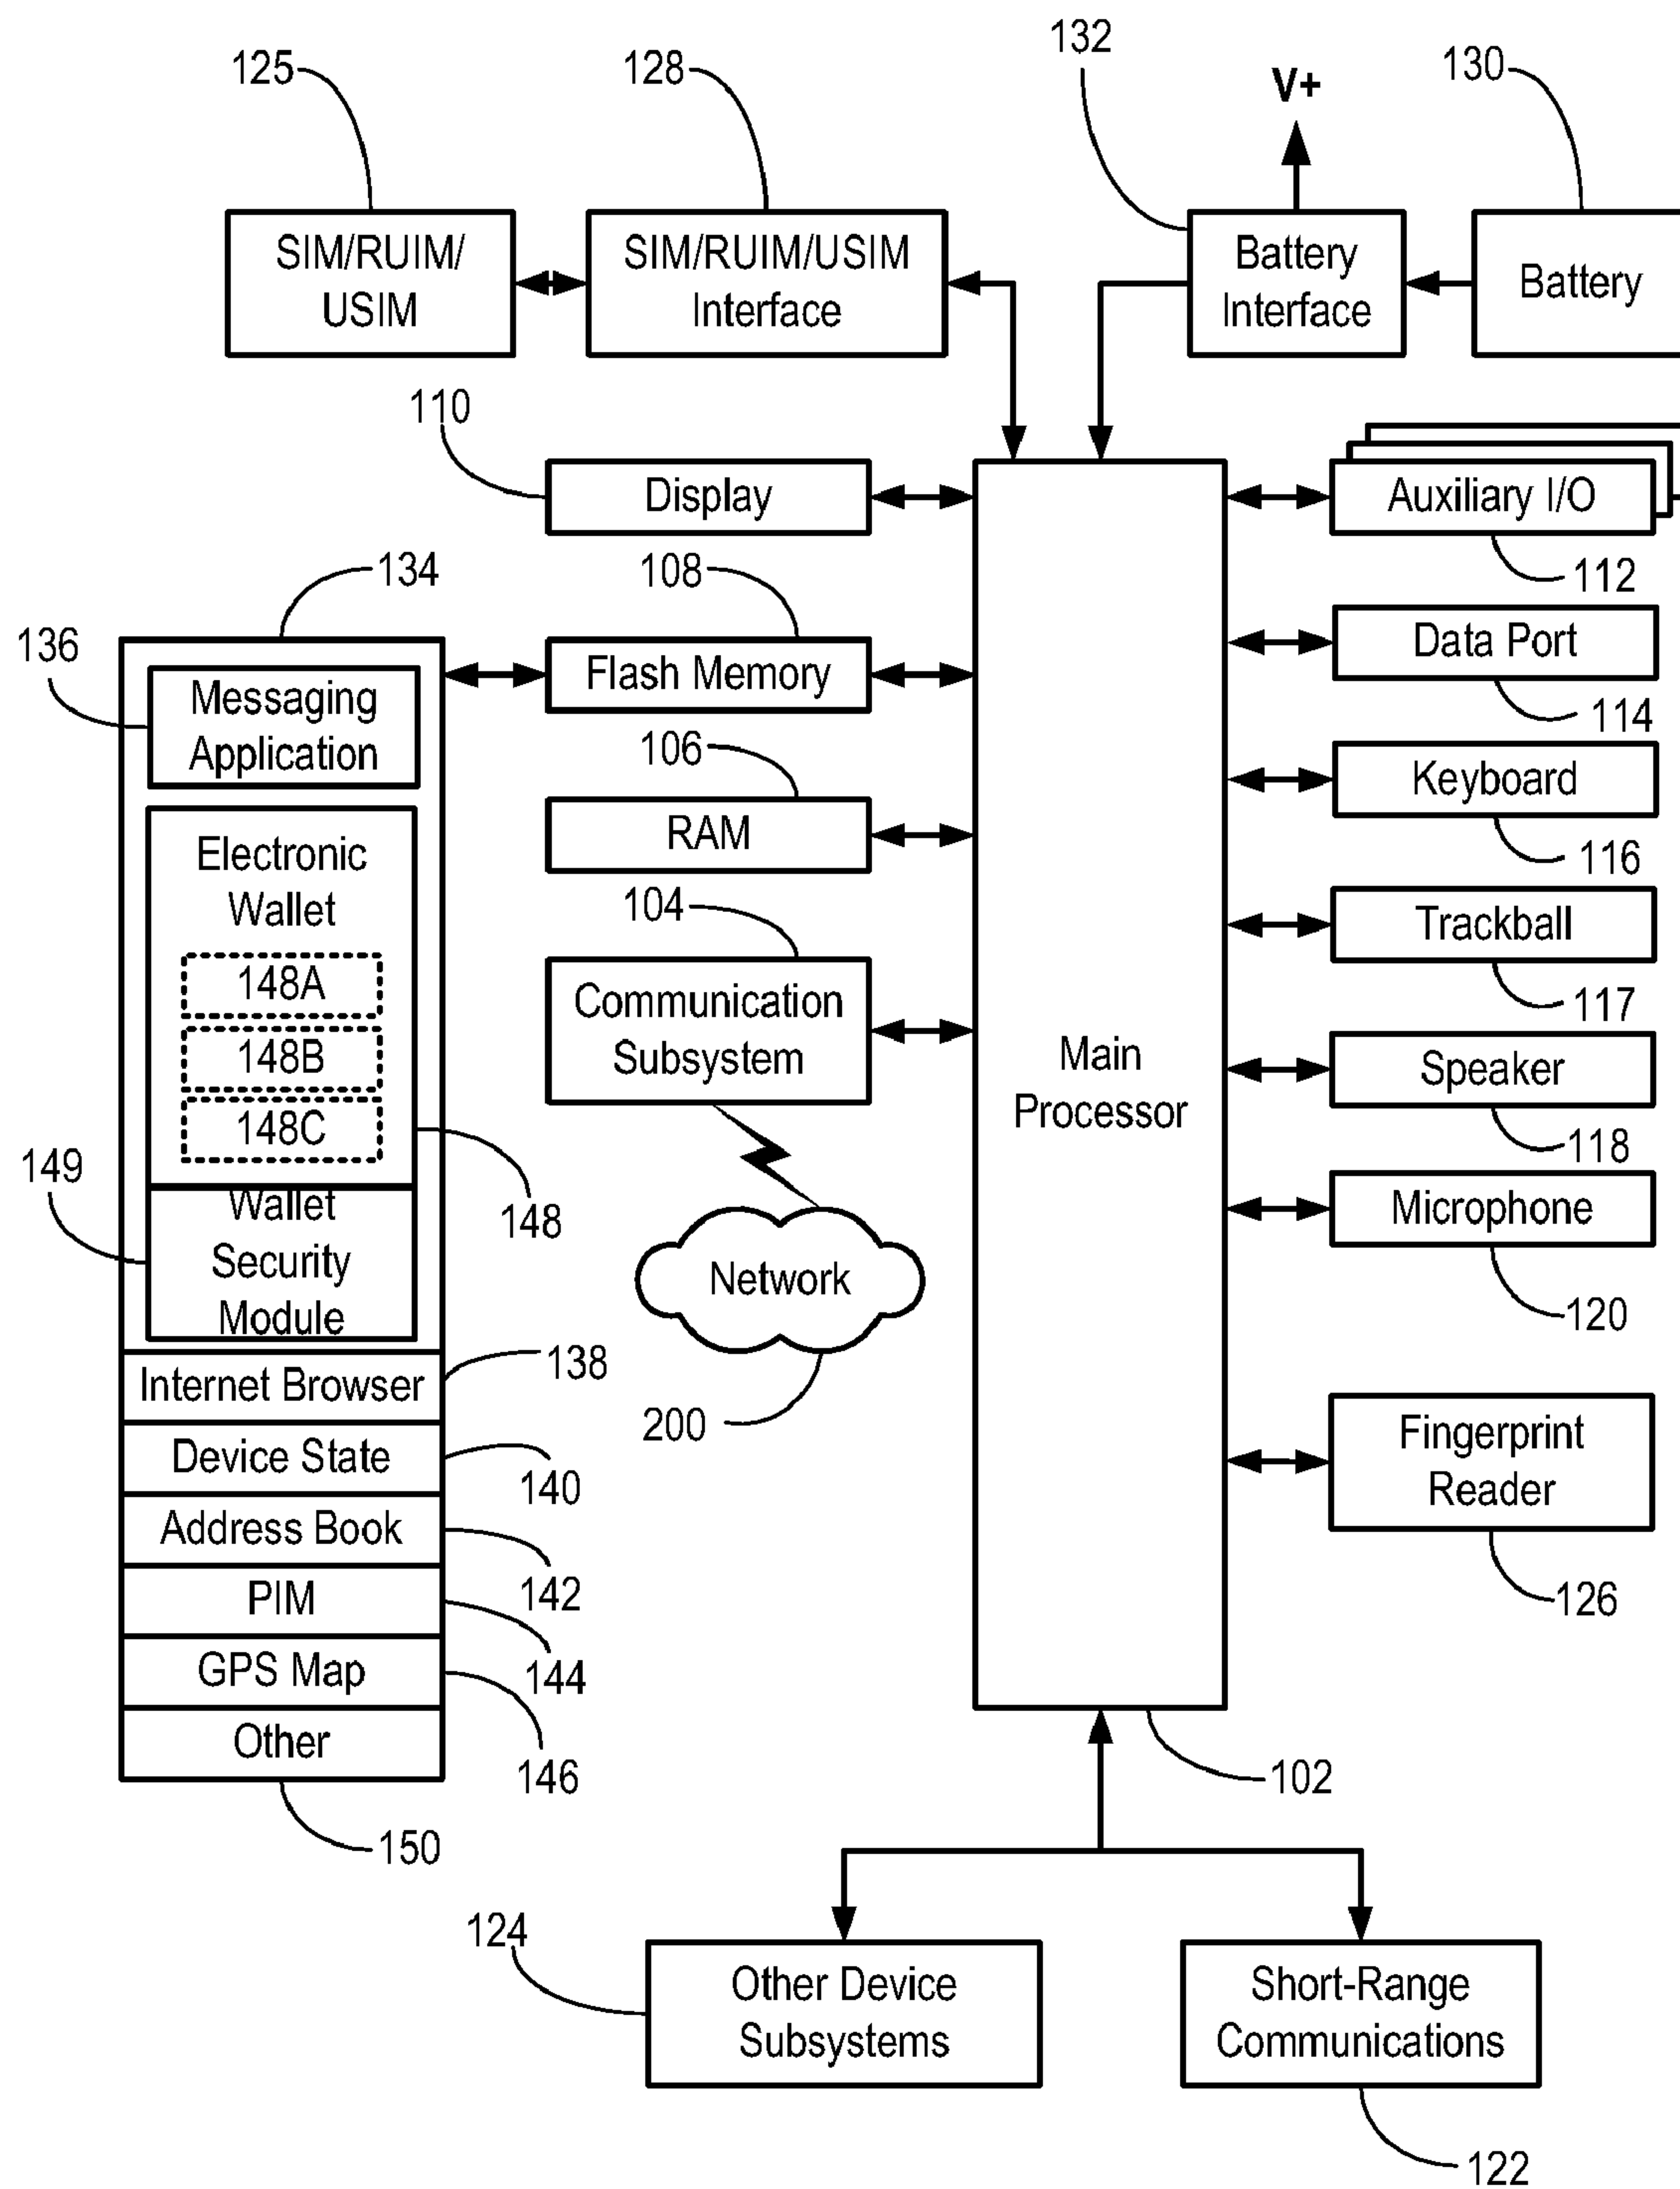 125
128
132
V+
130
SIM/RUIM/
USIM
SIM/RUIM/USIM
Interface
Battery
Interface
Battery
110
Display
Auxiliary I/O
112
134
108
136
Messaging
Application
Flash Memory
Data Port
114
106
RAM
Keyboard
116
Electronic
Wallet
148A
148B
148C
104
Communication
Subsystem
Main
Processor
Trackball
117
Speaker
118
149
148
Wallet
Security
Module
Network
200
Microphone
120
Internet Browser
138
Device State
140
Address Book
142
PIM
144
GPS Map
146
Other
150
Fingerprint
Reader
126
102
124
Other Device
Subsystems
Short-Range
Communications
122